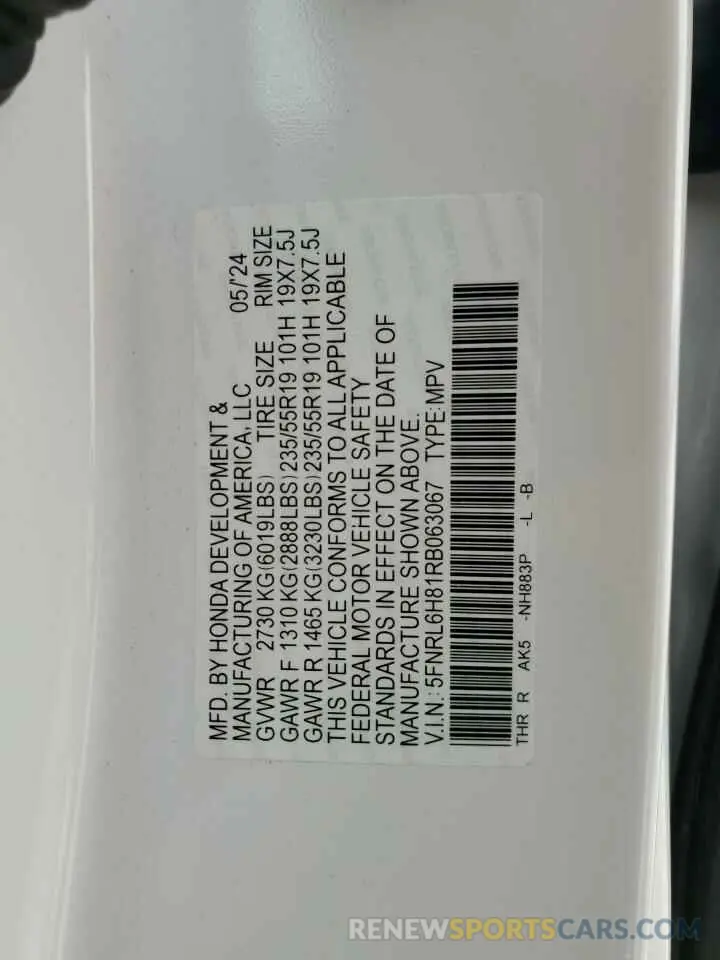 MFD. BY HONDA DEVELOPMENT &
MANUFACTURING OF AMERICA, LLC 05/'24
GVWR 2730 KG(6019LBS) TIRE SIZE RIM SIZE
GAWR F 1310 KG(2888LBS)235/55R19 101H 19X7.5J
GAWR R 1465 KG(3230LBS)235/55R19 101H 19X7.5J
THIS VEHICLE CONFORMS TO ALL APPLICABLE
FEDERAL MOTOR VEHICLE SAFETY
STANDARDS IN EFFECT ON THE DATE OF
MANUFACTURE SHOWN ABOVE.
V.I.N.: 5FNRL6H81RB063067 TYPE: MPV
THR R AK5 -NH883P -L -B
RENEWSPORTSCARS.COM